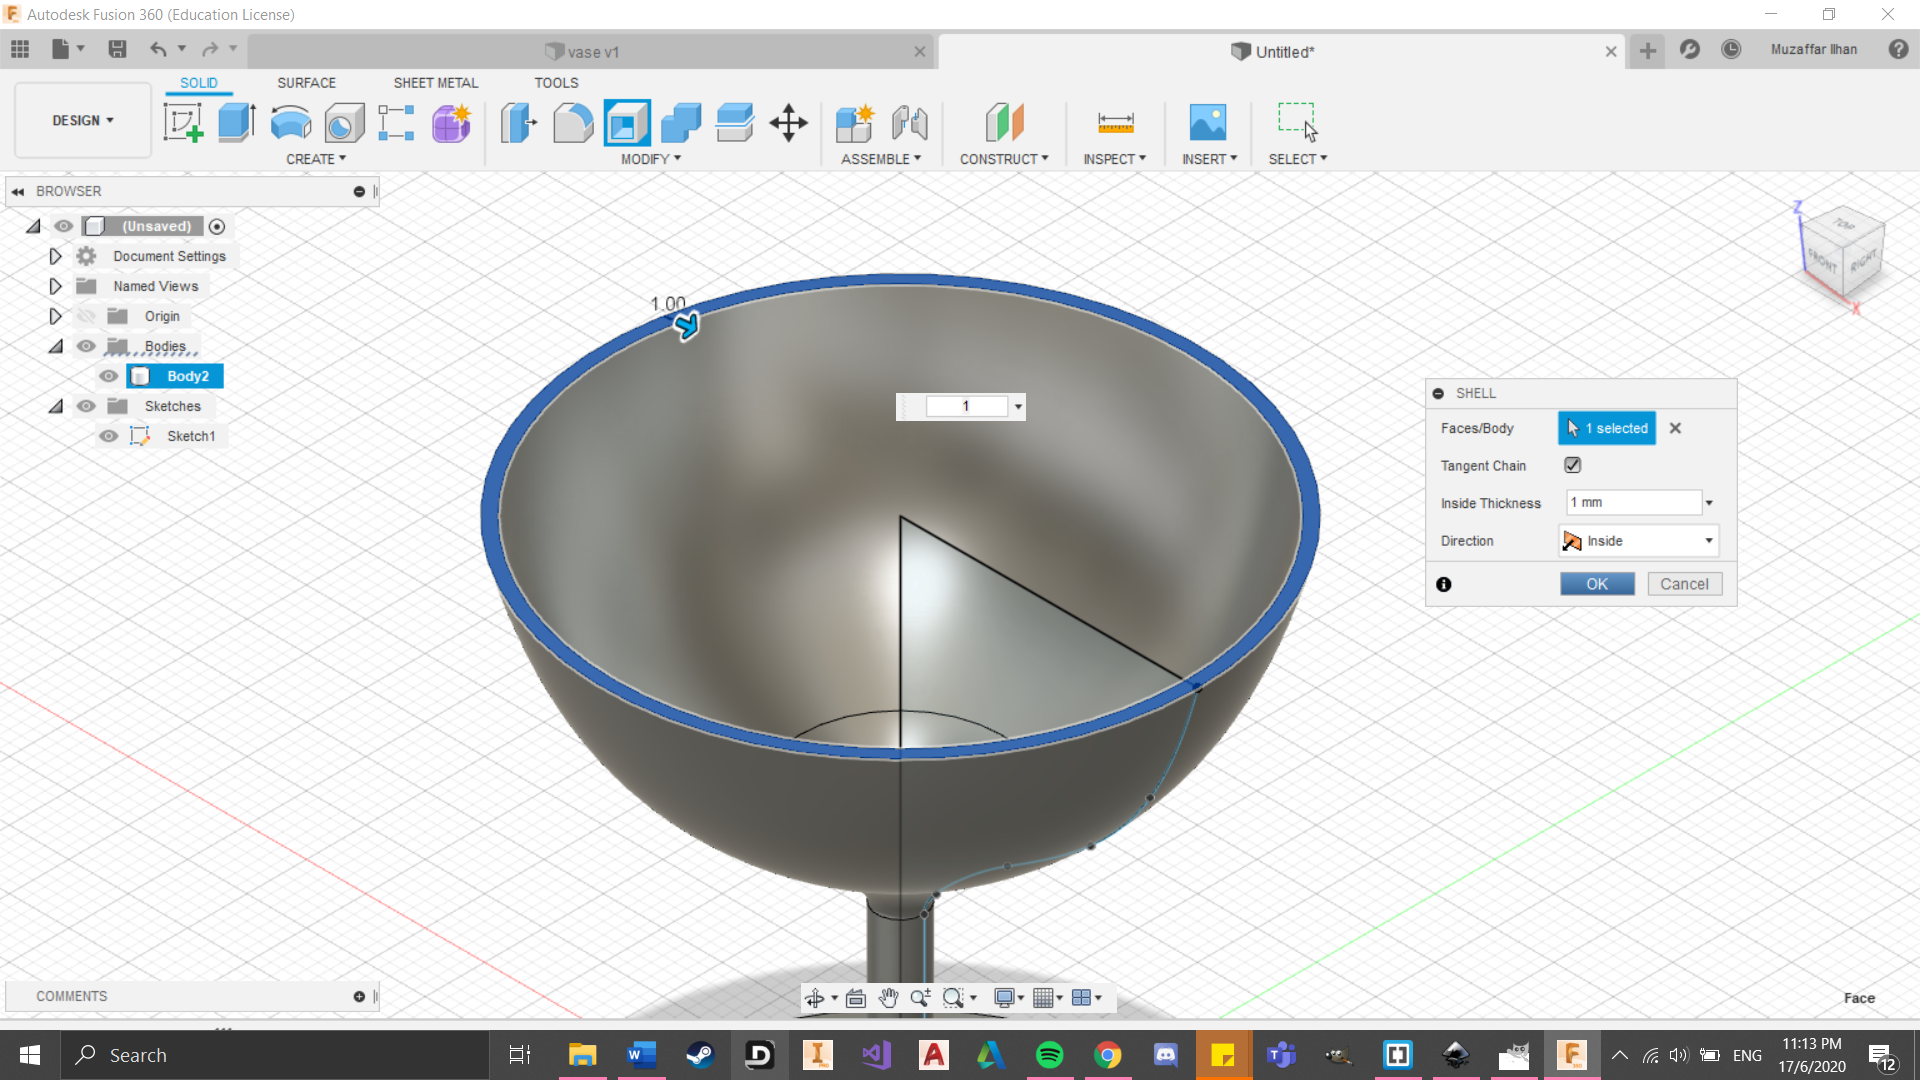 Autodesk Fusion 360 (Education License)
vase v1
Untitled*
Muzaffar Ilhan
SOLID
SURFACE
SHEET METAL
TOOLS
DESIGN
CREATE
MODIFY
ASSEMBLE
CONSTRUCT
INSPECT
INSERT
SELECT
BROWSER
(Unsaved)
Document Settings
Named Views
Origin
Bodies
Body2
Sketches
Sketch1
Z
TOP
FRONT
RIGHT
X
1.00
1
SHELL
Faces/Body
1 selected
Tangent Chain
Inside Thickness
1 mm
Direction
Inside
OK
Cancel
COMMENTS
Face
Search
ENG
11:13 PM
17/6/2020
12